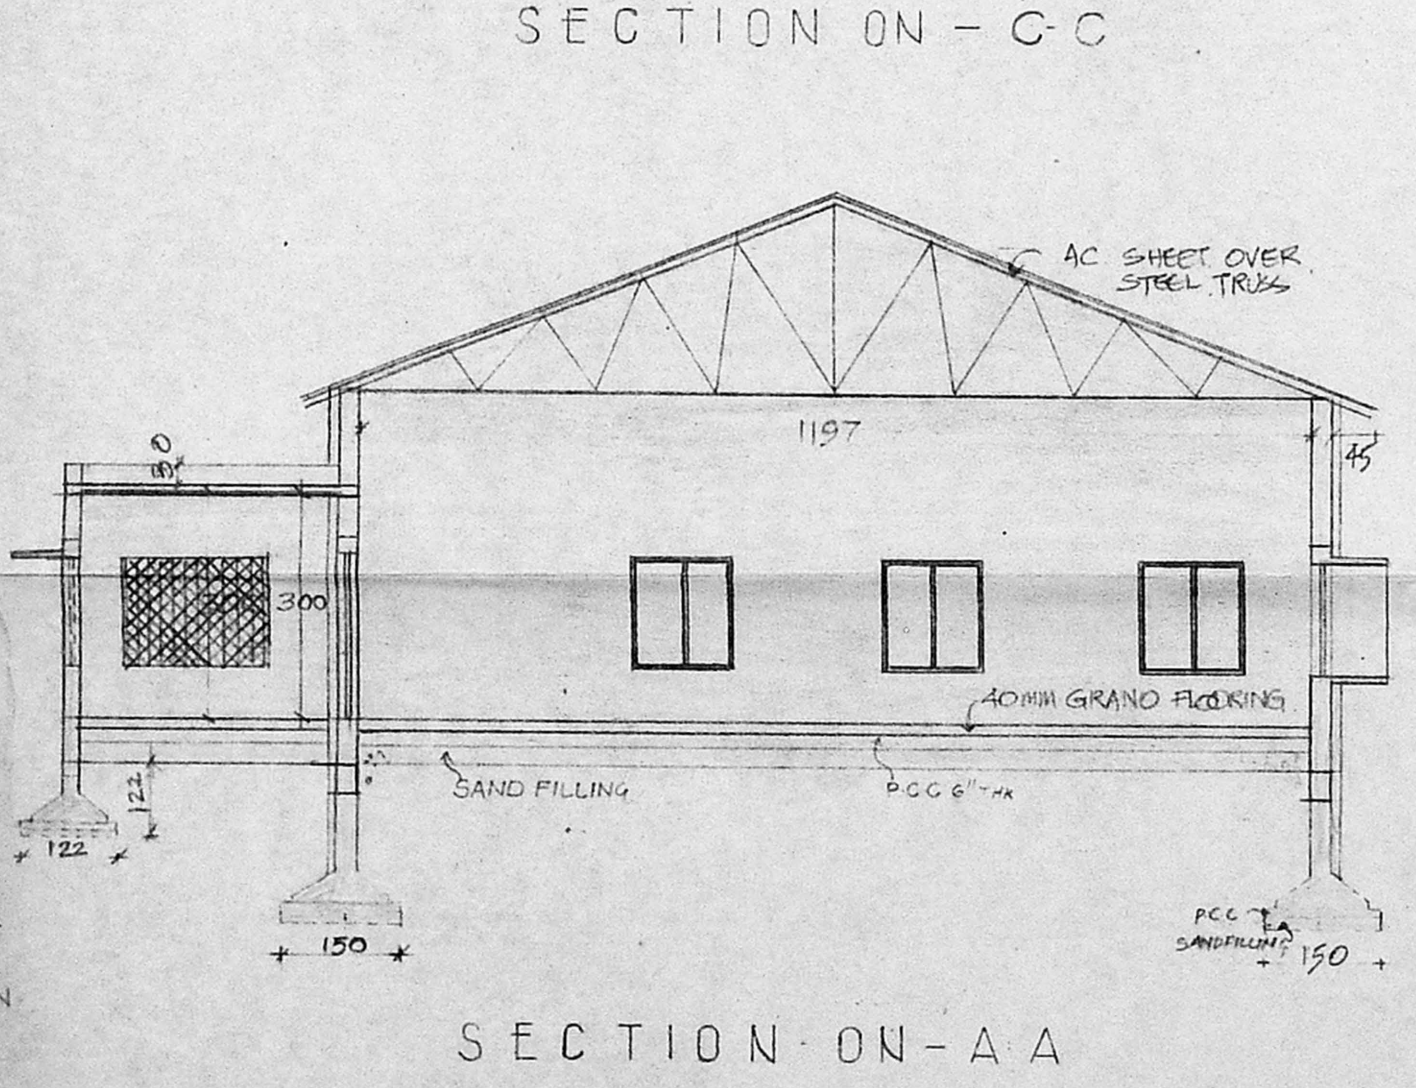 SECTION ON - C-C
AC SHEET OVER
STEEL TRUSS
1197
45
30
300
40MM GRANO FLOORING
SAND FILLING
P.C.C 6" THK
122
122
150
P.C.C
SANDFILLING
150
SECTION ON - A A